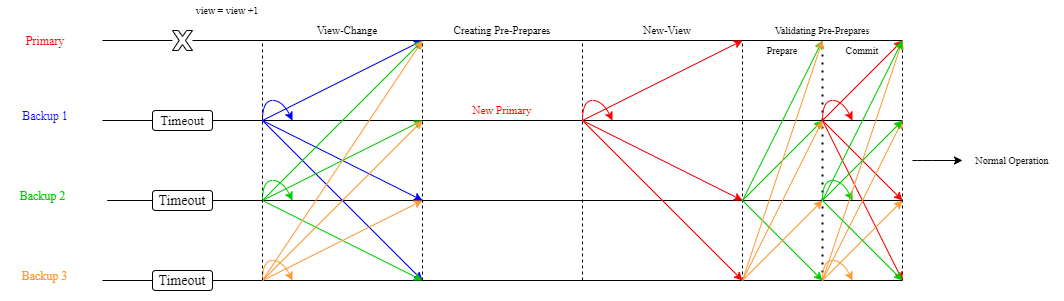 view = view +1
View-Change
Creating Pre-Prepares
New-View
Validating Pre-Prepares
Primary
Prepare
Commit
Backup 1
Timeout
New Primary
Normal Operation
Backup 2
Timeout
Backup 3
Timeout